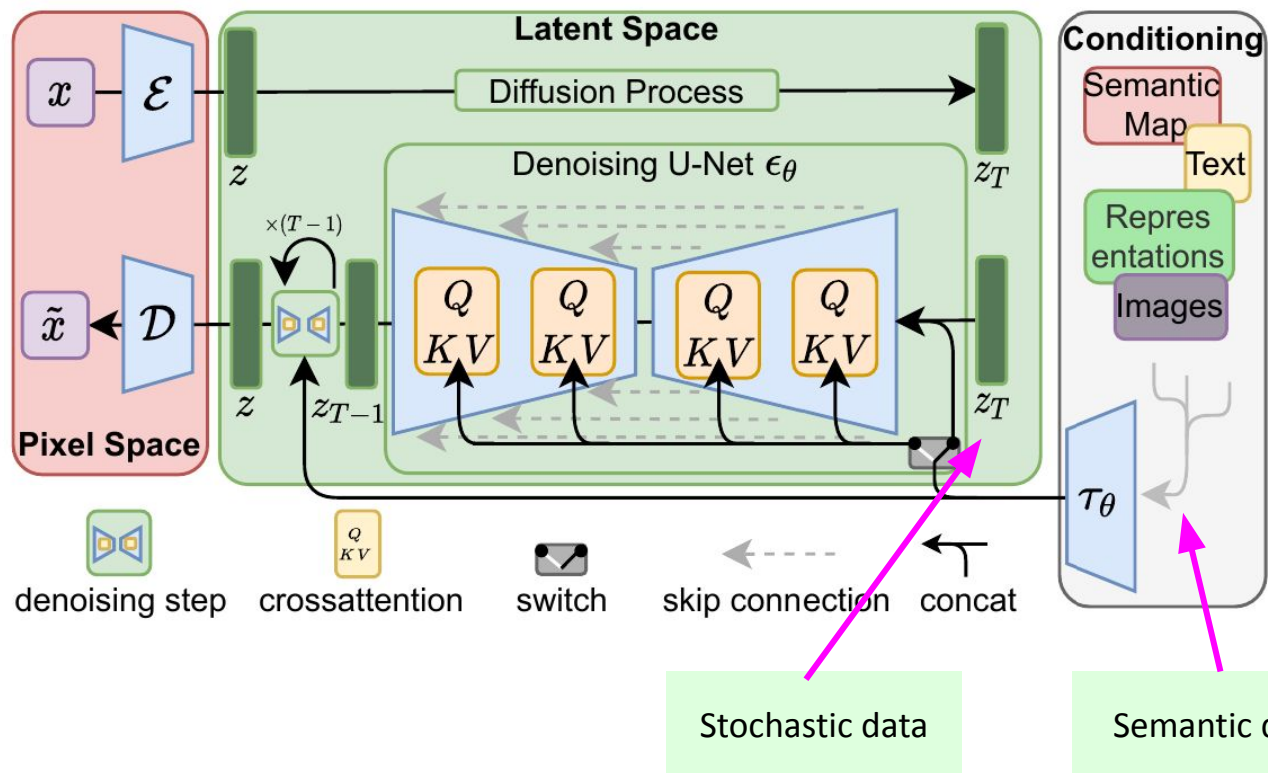 Latent Space
Conditioning
x
ℰ
Diffusion Process
Semantic
Map
Text
z
Denoising U-Net ϵ_θ
z_T
Repres
entations
Images
×(T − 1)
x̃
𝒟
Q
K V
Q
K V
Q
K V
Q
K V
z
z_{T−1}
z_T
Pixel Space
τ_θ
Q
K V
denoising step
crossattention
switch
skip connection
concat
Stochastic data
Semantic